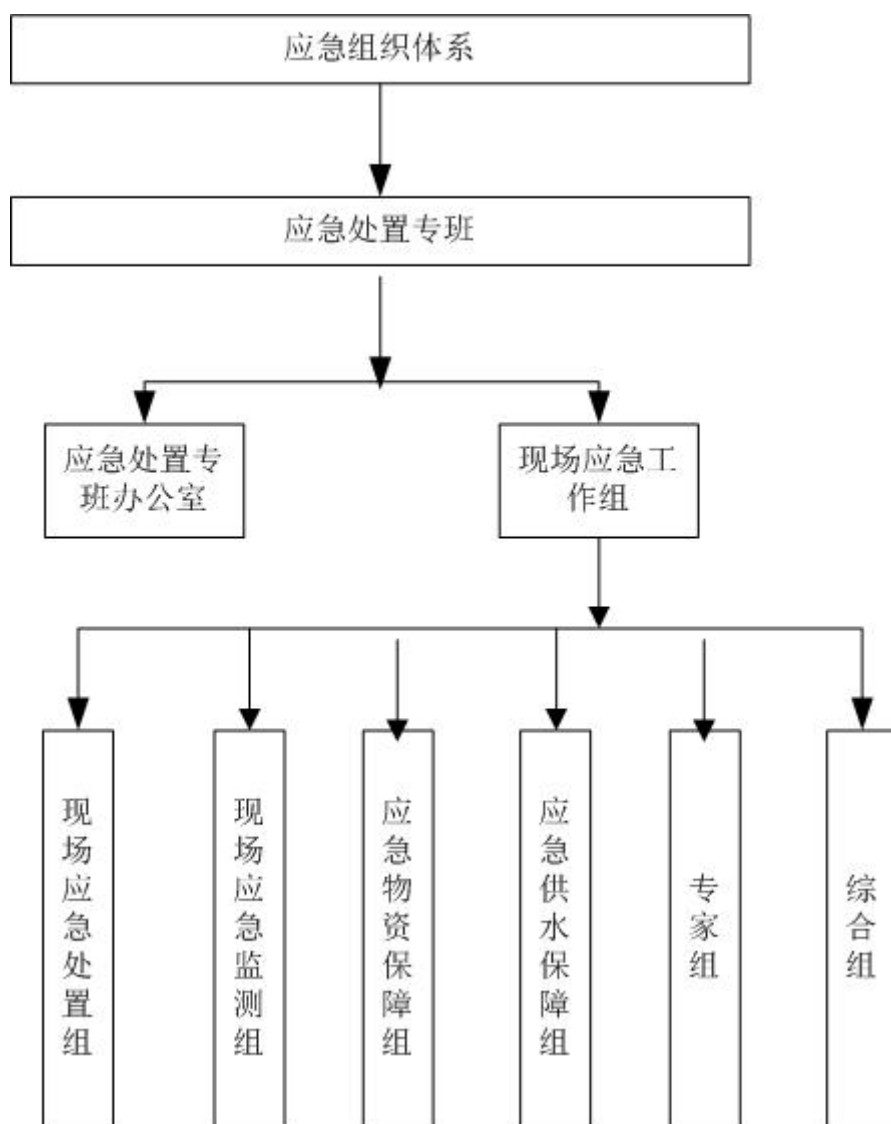 应急组织体系
应急处置专班
应急处置专
班办公室
现场应急工
作组
现场应急处置组
现场应急监测组
应急物资保障组
应急供水保障组
专家组
综合组